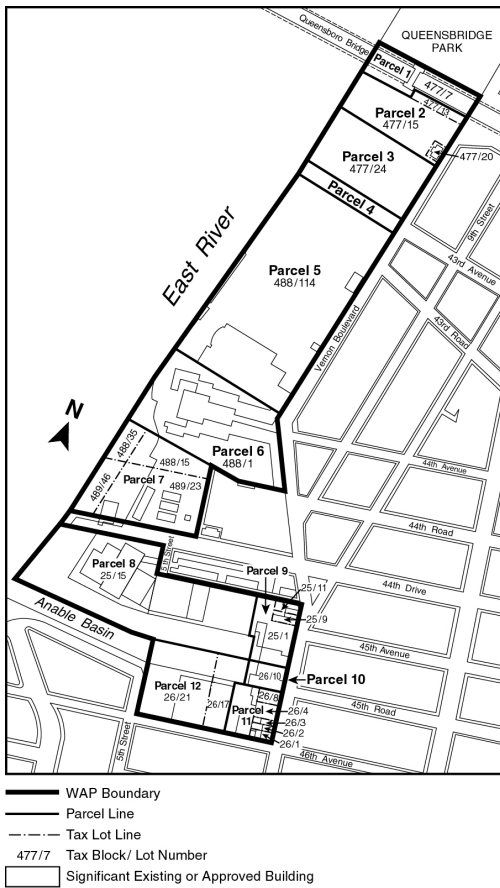 QUEENSBRIDGE
PARK
Queensboro Bridge
Parcel 1
477/7
477/13
Parcel 2
477/15
477/20
Parcel 3
477/24
Parcel 4
9th Street
43rd Avenue
East River
Parcel 5
488/114
43rd Road
Vernon Boulevard
N
488/35
Parcel 6
488/1
44th Avenue
488/15
489/46
Parcel 7
489/23
44th Road
5th Street
Parcel 8
25/15
Parcel 9
44th Drive
25/11
25/9
Anable Basin
25/1
45th Avenue
26/10
Parcel 10
Parcel 12
26/21
26/8
26/17
Parcel
11
26/4
45th Road
26/3
26/2
26/1
5th Street
46th Avenue
WAP Boundary
Parcel Line
Tax Lot Line
477/7 Tax Block/ Lot Number
Significant Existing or Approved Building